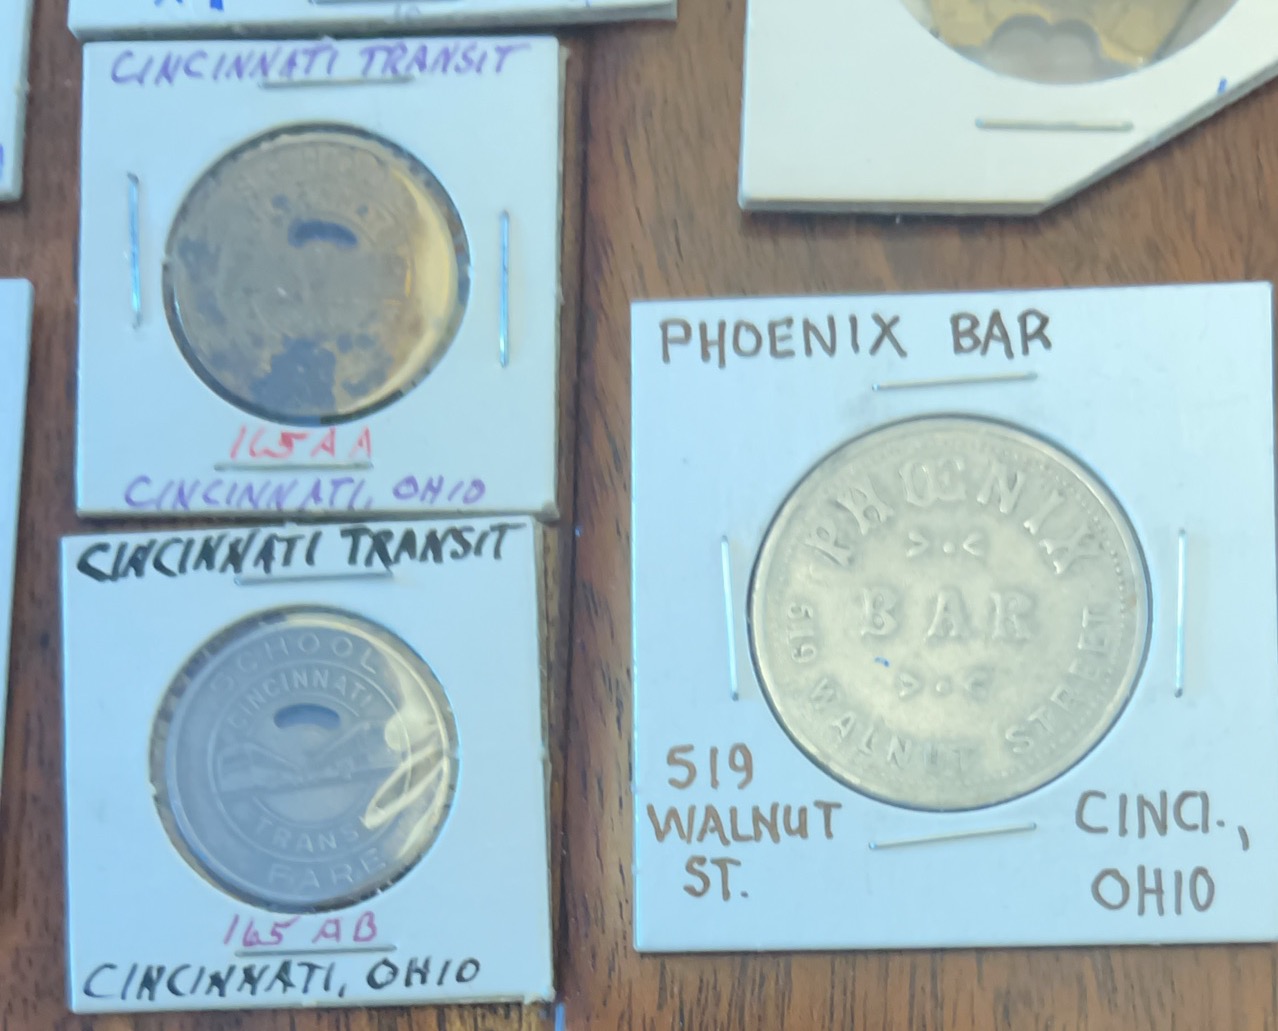 CINCINNATI TRANSIT
165 AA
CINCINNATI, OHIO
CINCINNATI TRANSIT
SCHOOL
CINCINNATI
TRANS
FARE
165 AB
CINCINNATI, OHIO
PHOENIX BAR
PHŒNIX
BAR
519 WALNUT STREET
519
WALNUT
ST.
CINCI.,
OHIO